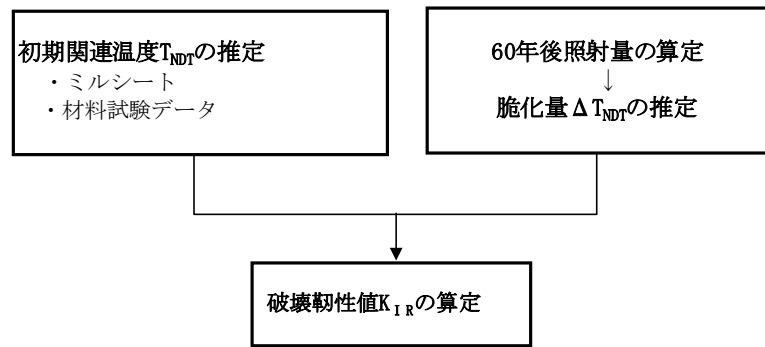 初期関連温度TNDTの推定
・ミルシート
・材料試験データ
60年後照射量の算定
↓
脆化量ΔTNDTの推定
破壊靭性値KIRの算定